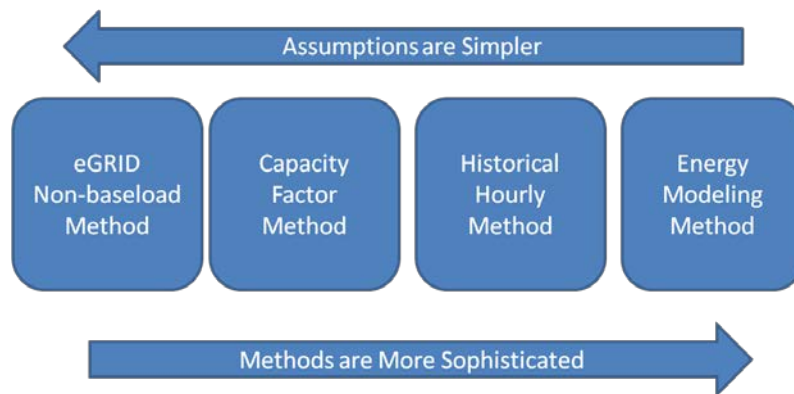 Assumptions are Simpler
eGRID
Non-baseload
Method
Capacity
Factor
Method
Historical
Hourly
Method
Energy
Modeling
Method
Methods are More Sophisticated